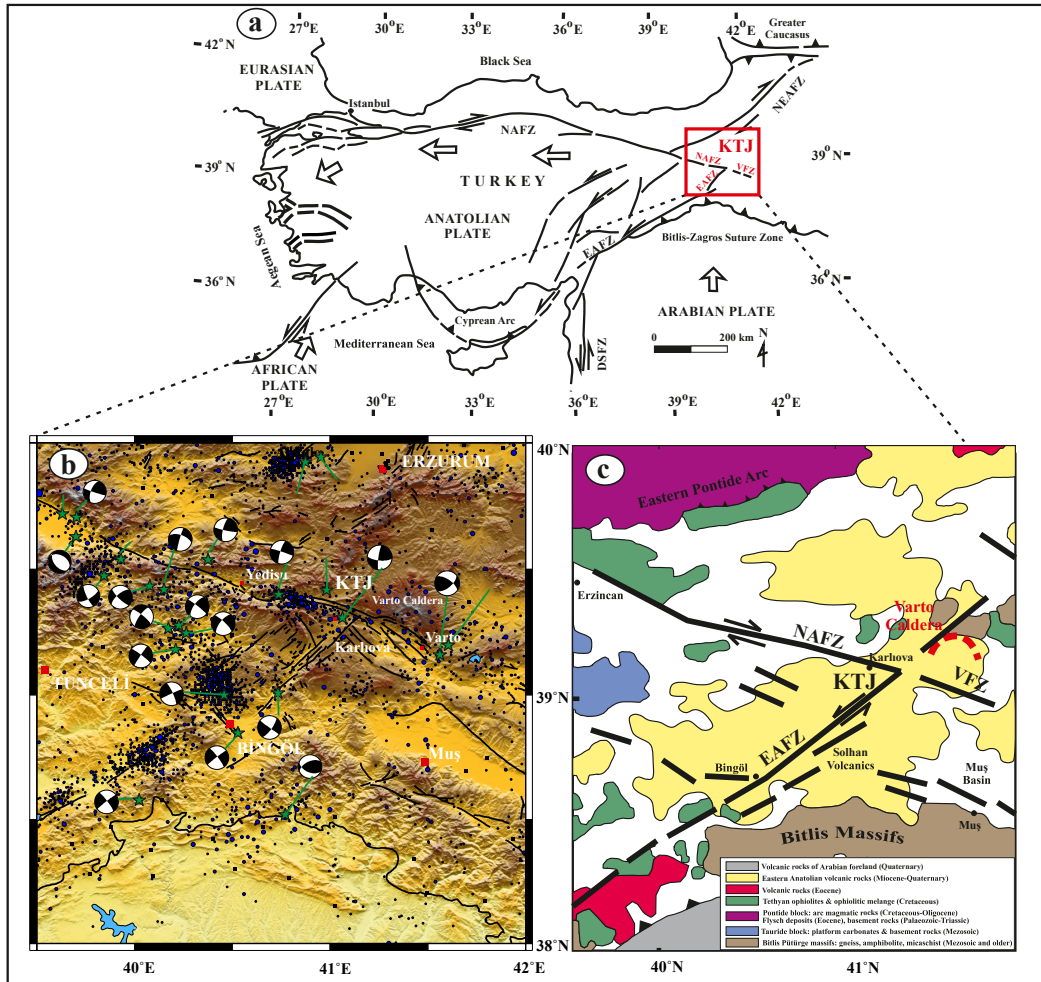 a
27°E
30°E
33°E
36°E
40°E
42°E
Greater
Caucasus
42°N
EURASIAN
PLATE
Black Sea
Istanbul
NEAFZ
NAFZ
KTJ
NAFZ
VFZ
EAFZ
39°N
39°N
TURKEY
ANATOLIAN
PLATE
EAFZ
Bitlis-Zagros Suture Zone
Aegean Sea
36°N
36°N
ARABIAN PLATE
Cyprean Arc
0
200 km
N
Mediterranean Sea
DSFZ
AFRICAN
PLATE
27°E
30°E
33°E
36°E
39°E
42°E
b
ERZURUM
Yedisu
KTJ
Varto Caldera
Varto
Karlıova
TUNCELİ
BİNGÖL
Muş
40°E
41°E
42°E
c
40°N
Eastern Pontide Arc
Erzincan
Varto
Caldera
NAFZ
Karlıova
KTJ
VFZ
39°N
EAFZ
Solhan
Volcanics
Bingöl
Muş
Basin
Muş
Bitlis Massifs
Volcanic rocks of Arabian foreland (Quaternary)
Eastern Anatolian volcanic rocks (Miocene-Quaternary)
Volcanic rocks (Eocene)
Tethyan ophiolites & ophiolitic melange (Cretaceous)
Pontide block: arc magmatic rocks (Cretaceous-Oligocene)
Flysch deposits (Eocene), basement rocks (Palaeozoic-Triassic)
Tauride block: platform carbonates & basement rocks (Mezosoic)
Bitlis Pütürge massifs: gneiss, amphibolite, micaschist (Mezosoic and older)
38°N
40°N
41°N